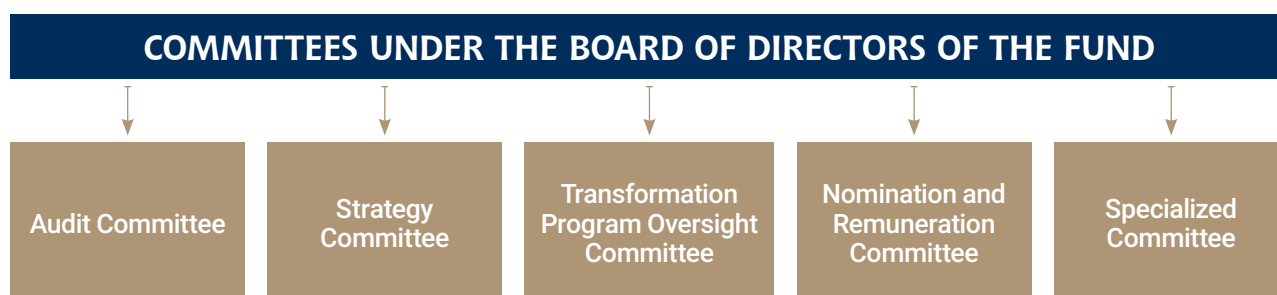 COMMITTEES UNDER THE BOARD OF DIRECTORS OF THE FUND
Audit Committee
Strategy
Committee
Transformation
Program Oversight
Committee
Nomination and
Remuneration
Committee
Specialized
Committee